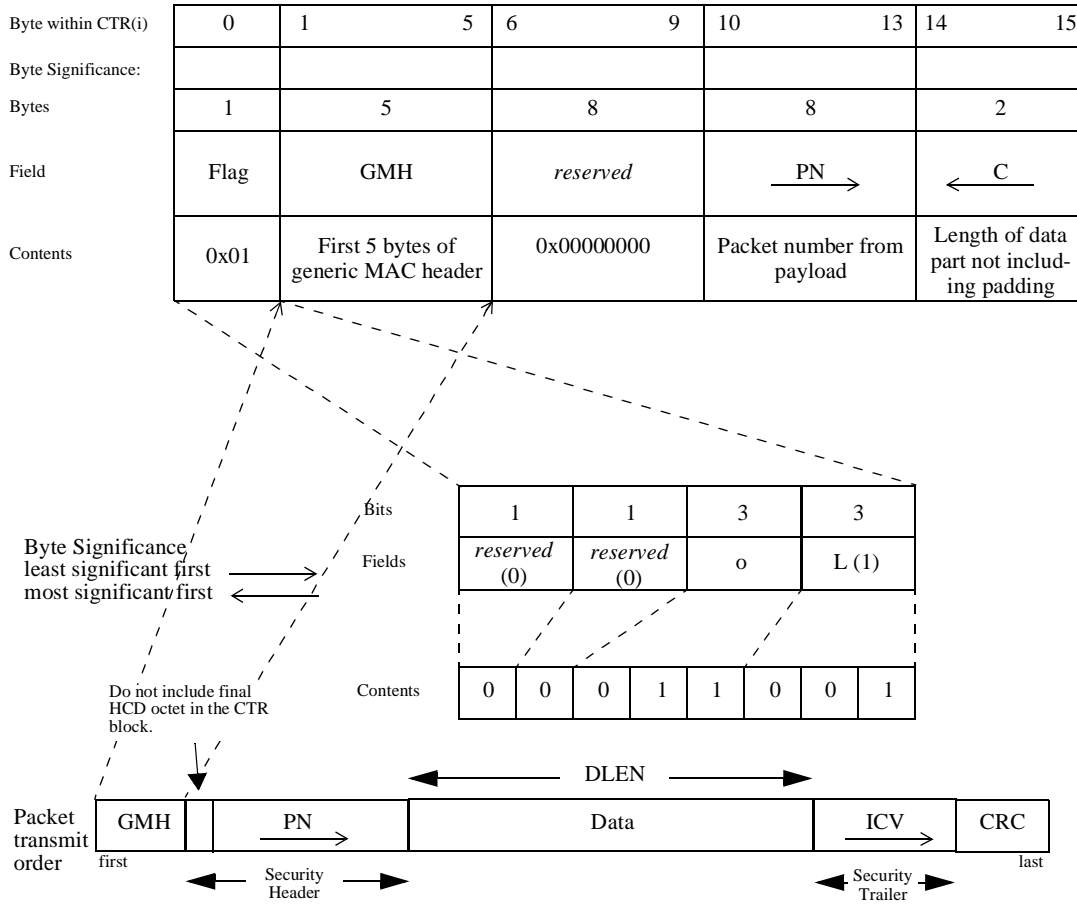 Byte within CTR(i) 0 1 5 6 9 10 13 14 15
Byte Significance:
Bytes 1 5 8 8 2
Field Flag GMH reserved PN C
Contents 0x01 First 5 bytes of generic MAC header 0x00000000 Packet number from payload Length of data part not includ-ing padding
Bits 1 1 3 3
Fields reserved (0) reserved (0) o L (1)
Byte Significance
least significant first
most significant first
Contents 0 0 0 1 1 0 0 1
Do not include final
HCD octet in the CTR
block.
DLEN
Packet
transmit
order
GMH PN Data ICV CRC
first last
Security
Header
Security
Trailer